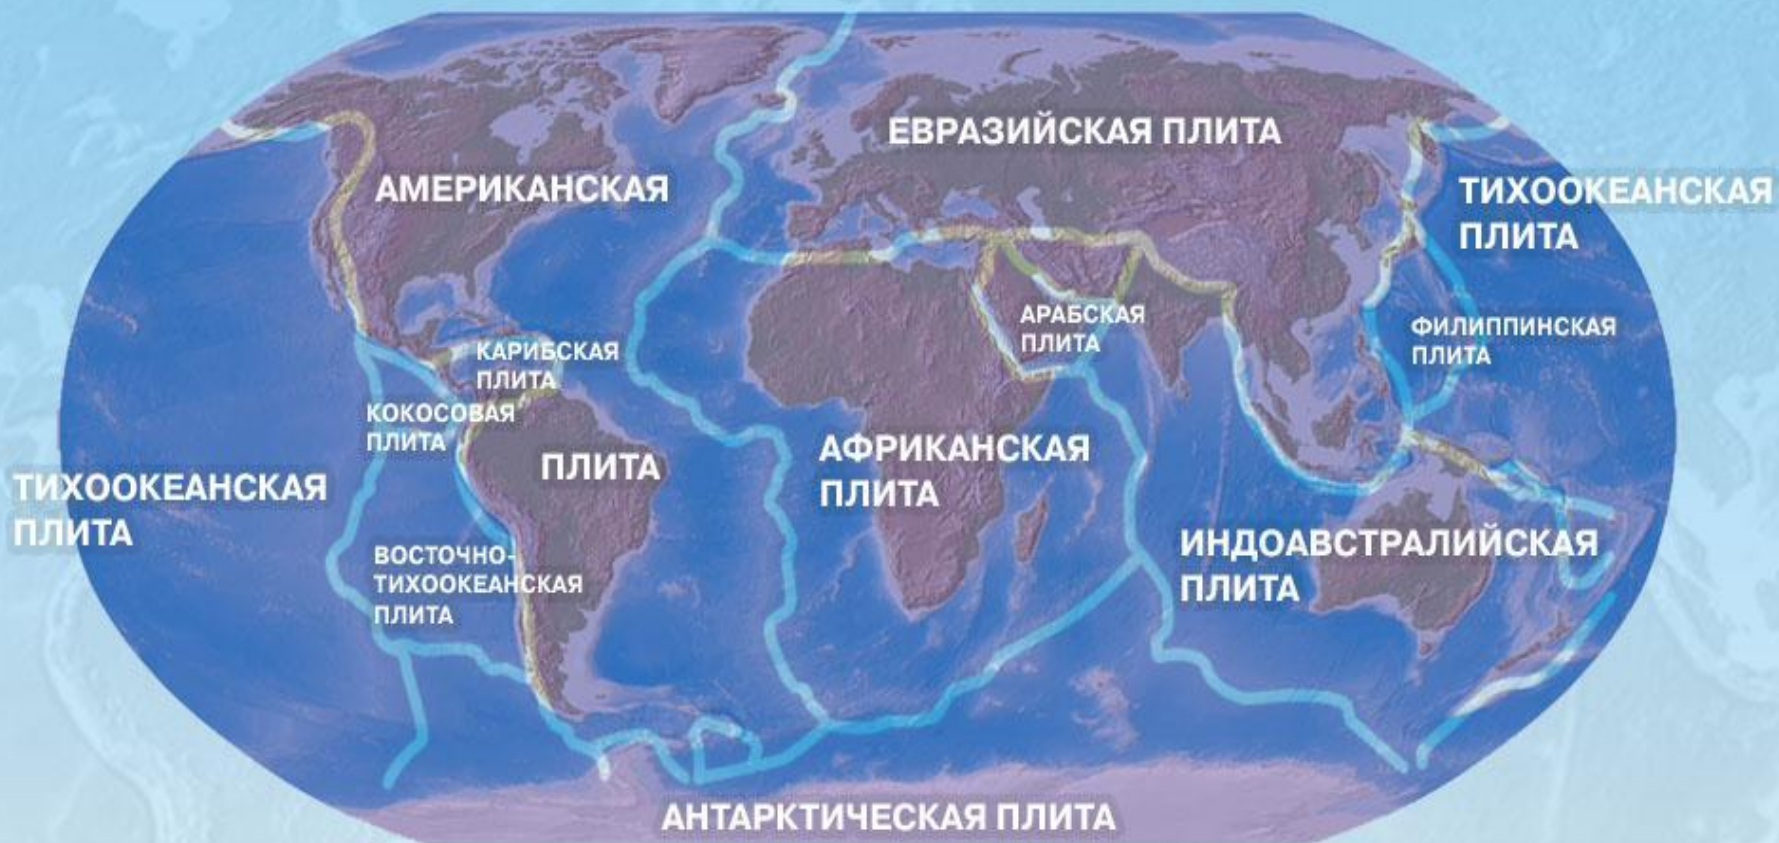 ЕВРАЗИЙСКАЯ ПЛИТА
АМЕРИКАНСКАЯ
ТИХООКЕАНСКАЯ
ПЛИТА
АРАБСКАЯ
ПЛИТА
ФИЛИППИНСКАЯ
ПЛИТА
КАРИБСКАЯ
ПЛИТА
КОКОСОВАЯ
ПЛИТА
ПЛИТА
АФРИКАНСКАЯ
ПЛИТА
ТИХООКЕАНСКАЯ
ПЛИТА
ВОСТОЧНО-
ТИХООКЕАНСКАЯ
ПЛИТА
ИНДОАВСТРАЛИЙСКАЯ
ПЛИТА
АНТАРКТИЧЕСКАЯ ПЛИТА